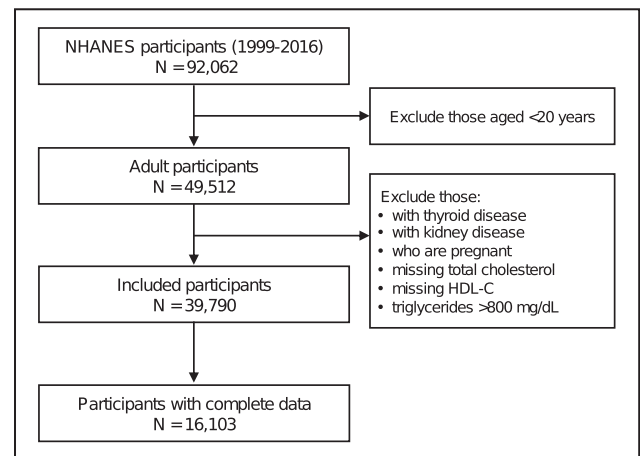 NHANES participants (1999-2016)
N = 92,062
Exclude those aged <20 years
Adult participants
N = 49,512
Exclude those:
• with thyroid disease
• with kidney disease
• who are pregnant
• missing total cholesterol
• missing HDL-C
• triglycerides >800 mg/dL
Included participants
N = 39,790
Participants with complete data
N = 16,103